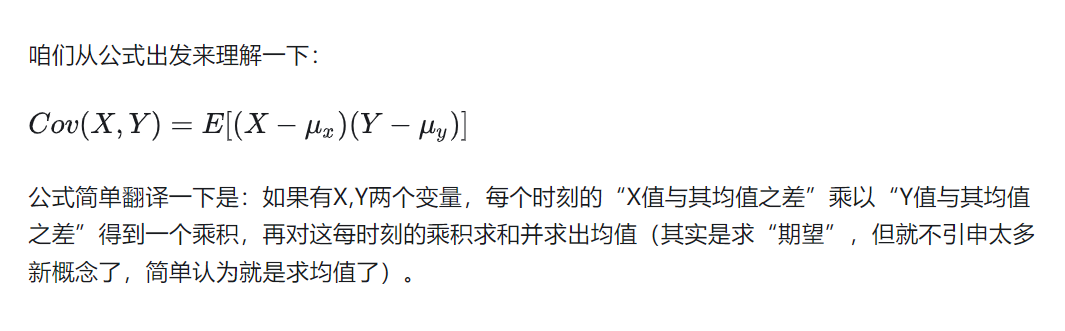 咱们从公式出发来理解一下：
Cov(X,Y) = E[(X − μx)(Y − μy)]
公式简单翻译一下是：如果有X,Y两个变量，每个时刻的“X值与其均值之差”乘以“Y值与其均值
之差”得到一个乘积，再对这每时刻的乘积求和并求出均值（其实是求“期望”，但就不引申太多
新概念了，简单认为就是求均值了）。